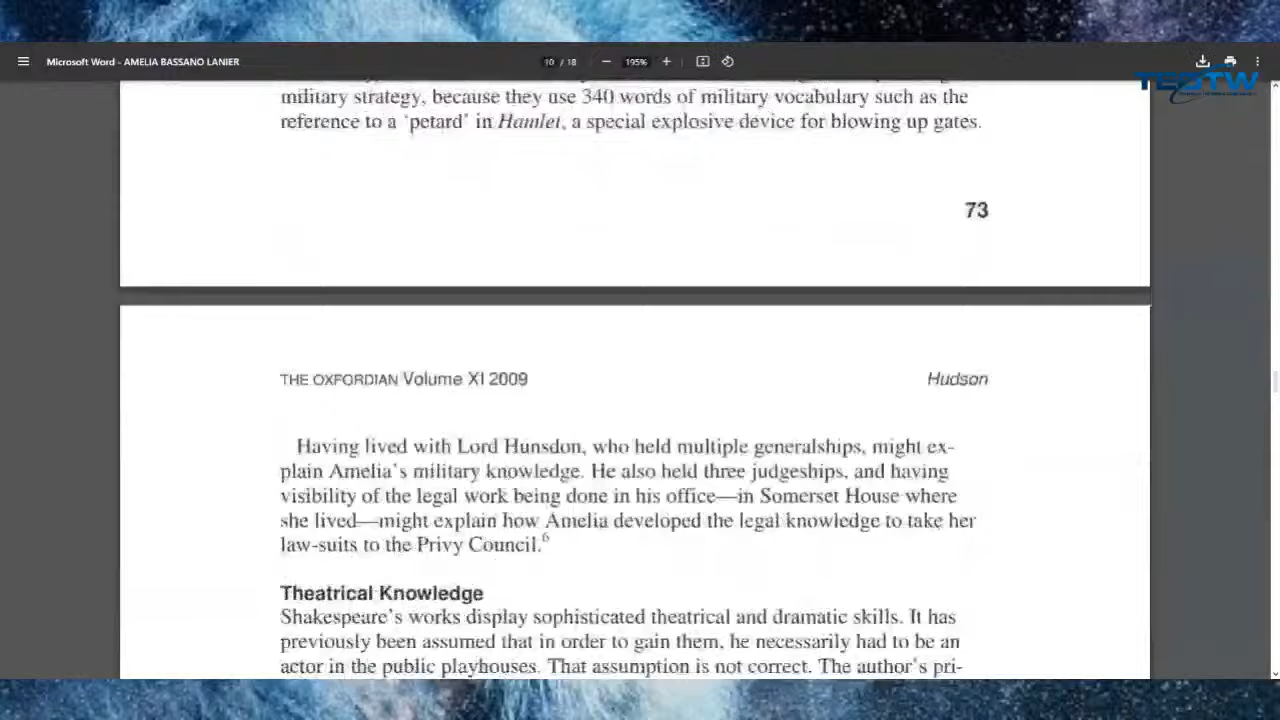 Microsoft Word - AMELIA BASSANO LANIER
10 / 18
195%
TEOTW
military strategy, because they use 340 words of military vocabulary such as the
reference to a ‘petard’ in Hamlet, a special explosive device for blowing up gates.
73
THE OXFORDIAN Volume XI 2009
Hudson
Having lived with Lord Hunsdon, who held multiple generalships, might ex-
plain Amelia’s military knowledge. He also held three judgeships, and having
visibility of the legal work being done in his office—in Somerset House where
she lived—might explain how Amelia developed the legal knowledge to take her
law-suits to the Privy Council.6
Theatrical Knowledge
Shakespeare’s works display sophisticated theatrical and dramatic skills. It has
previously been assumed that in order to gain them, he necessarily had to be an
actor in the public playhouses. That assumption is not correct. The author’s pri-